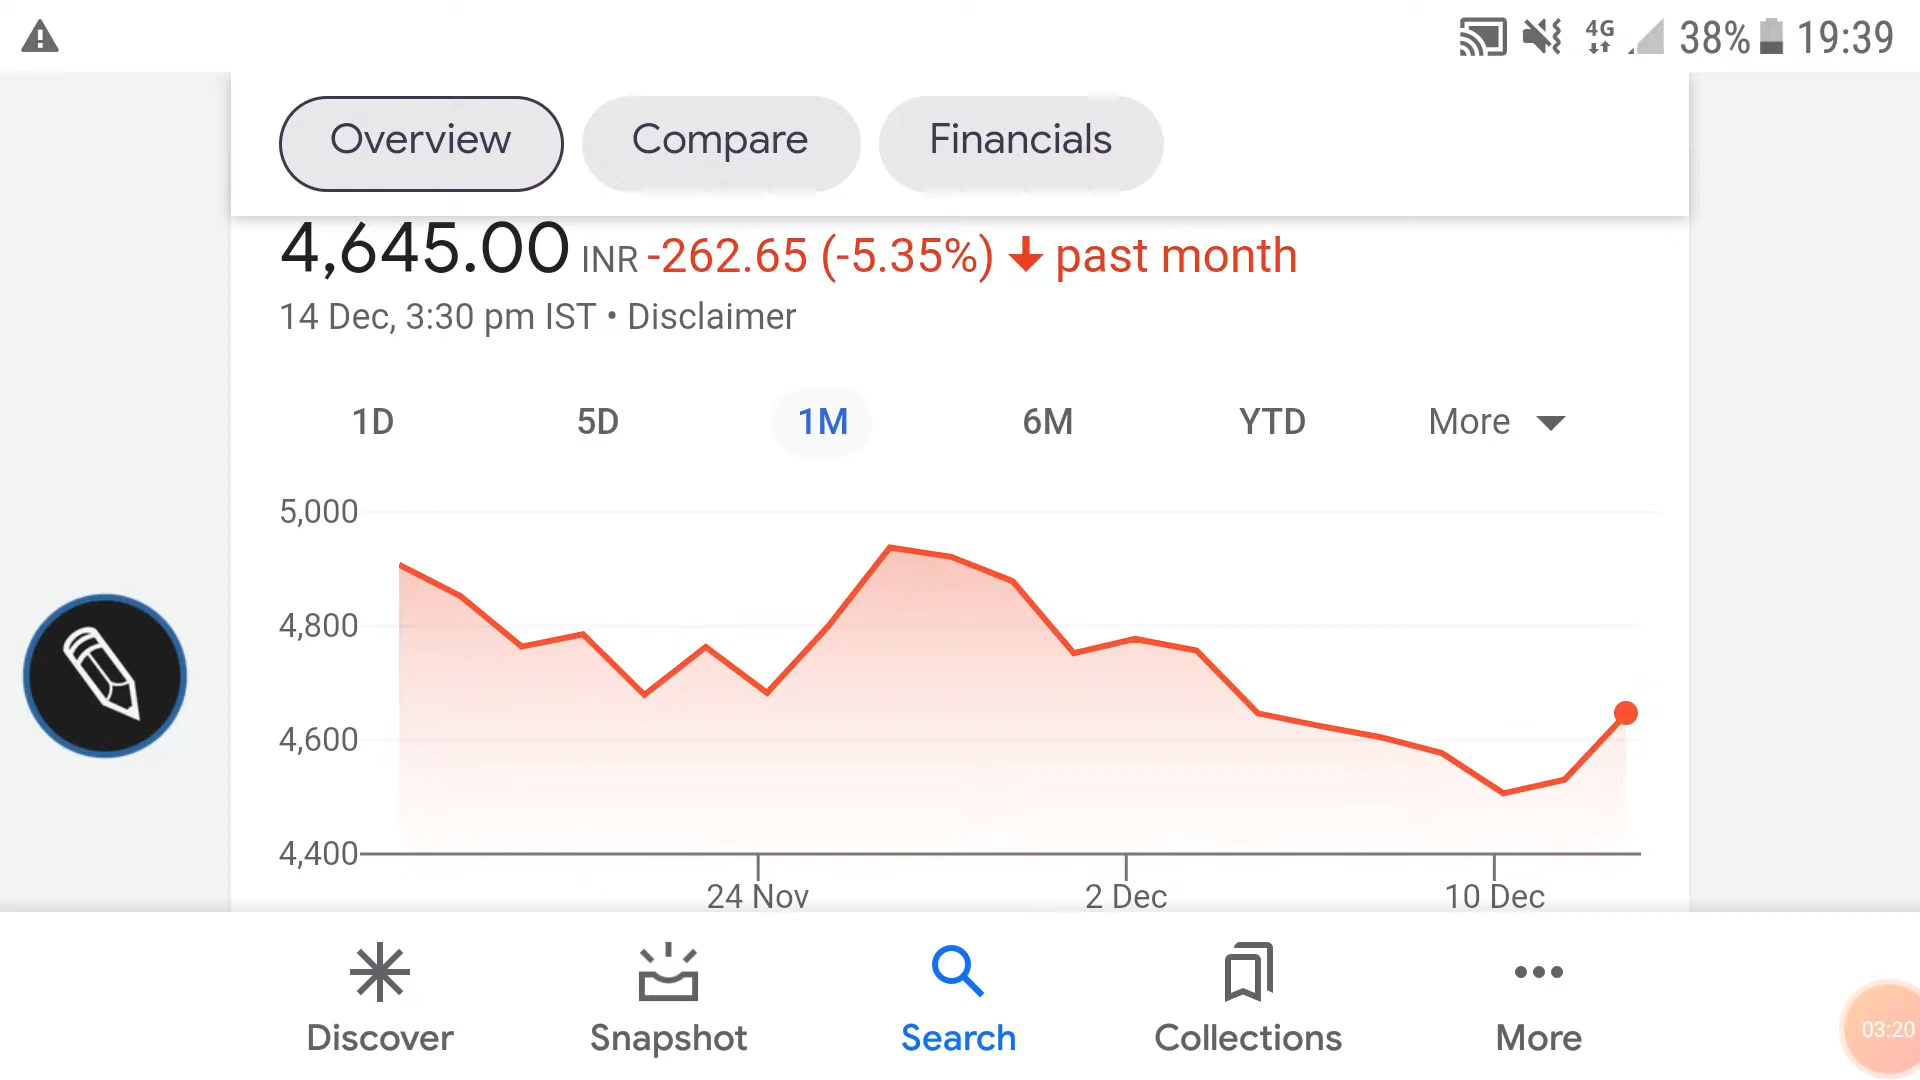 4G 38% 19:39
Overview Compare Financials
4,645.00 INR -262.65 (-5.35%) ↓ past month
14 Dec, 3:30 pm IST • Disclaimer
1D 5D 1M 6M YTD More
5,000
4,800
4,600
4,400
24 Nov 2 Dec 10 Dec
Discover Snapshot Search Collections More
03:20